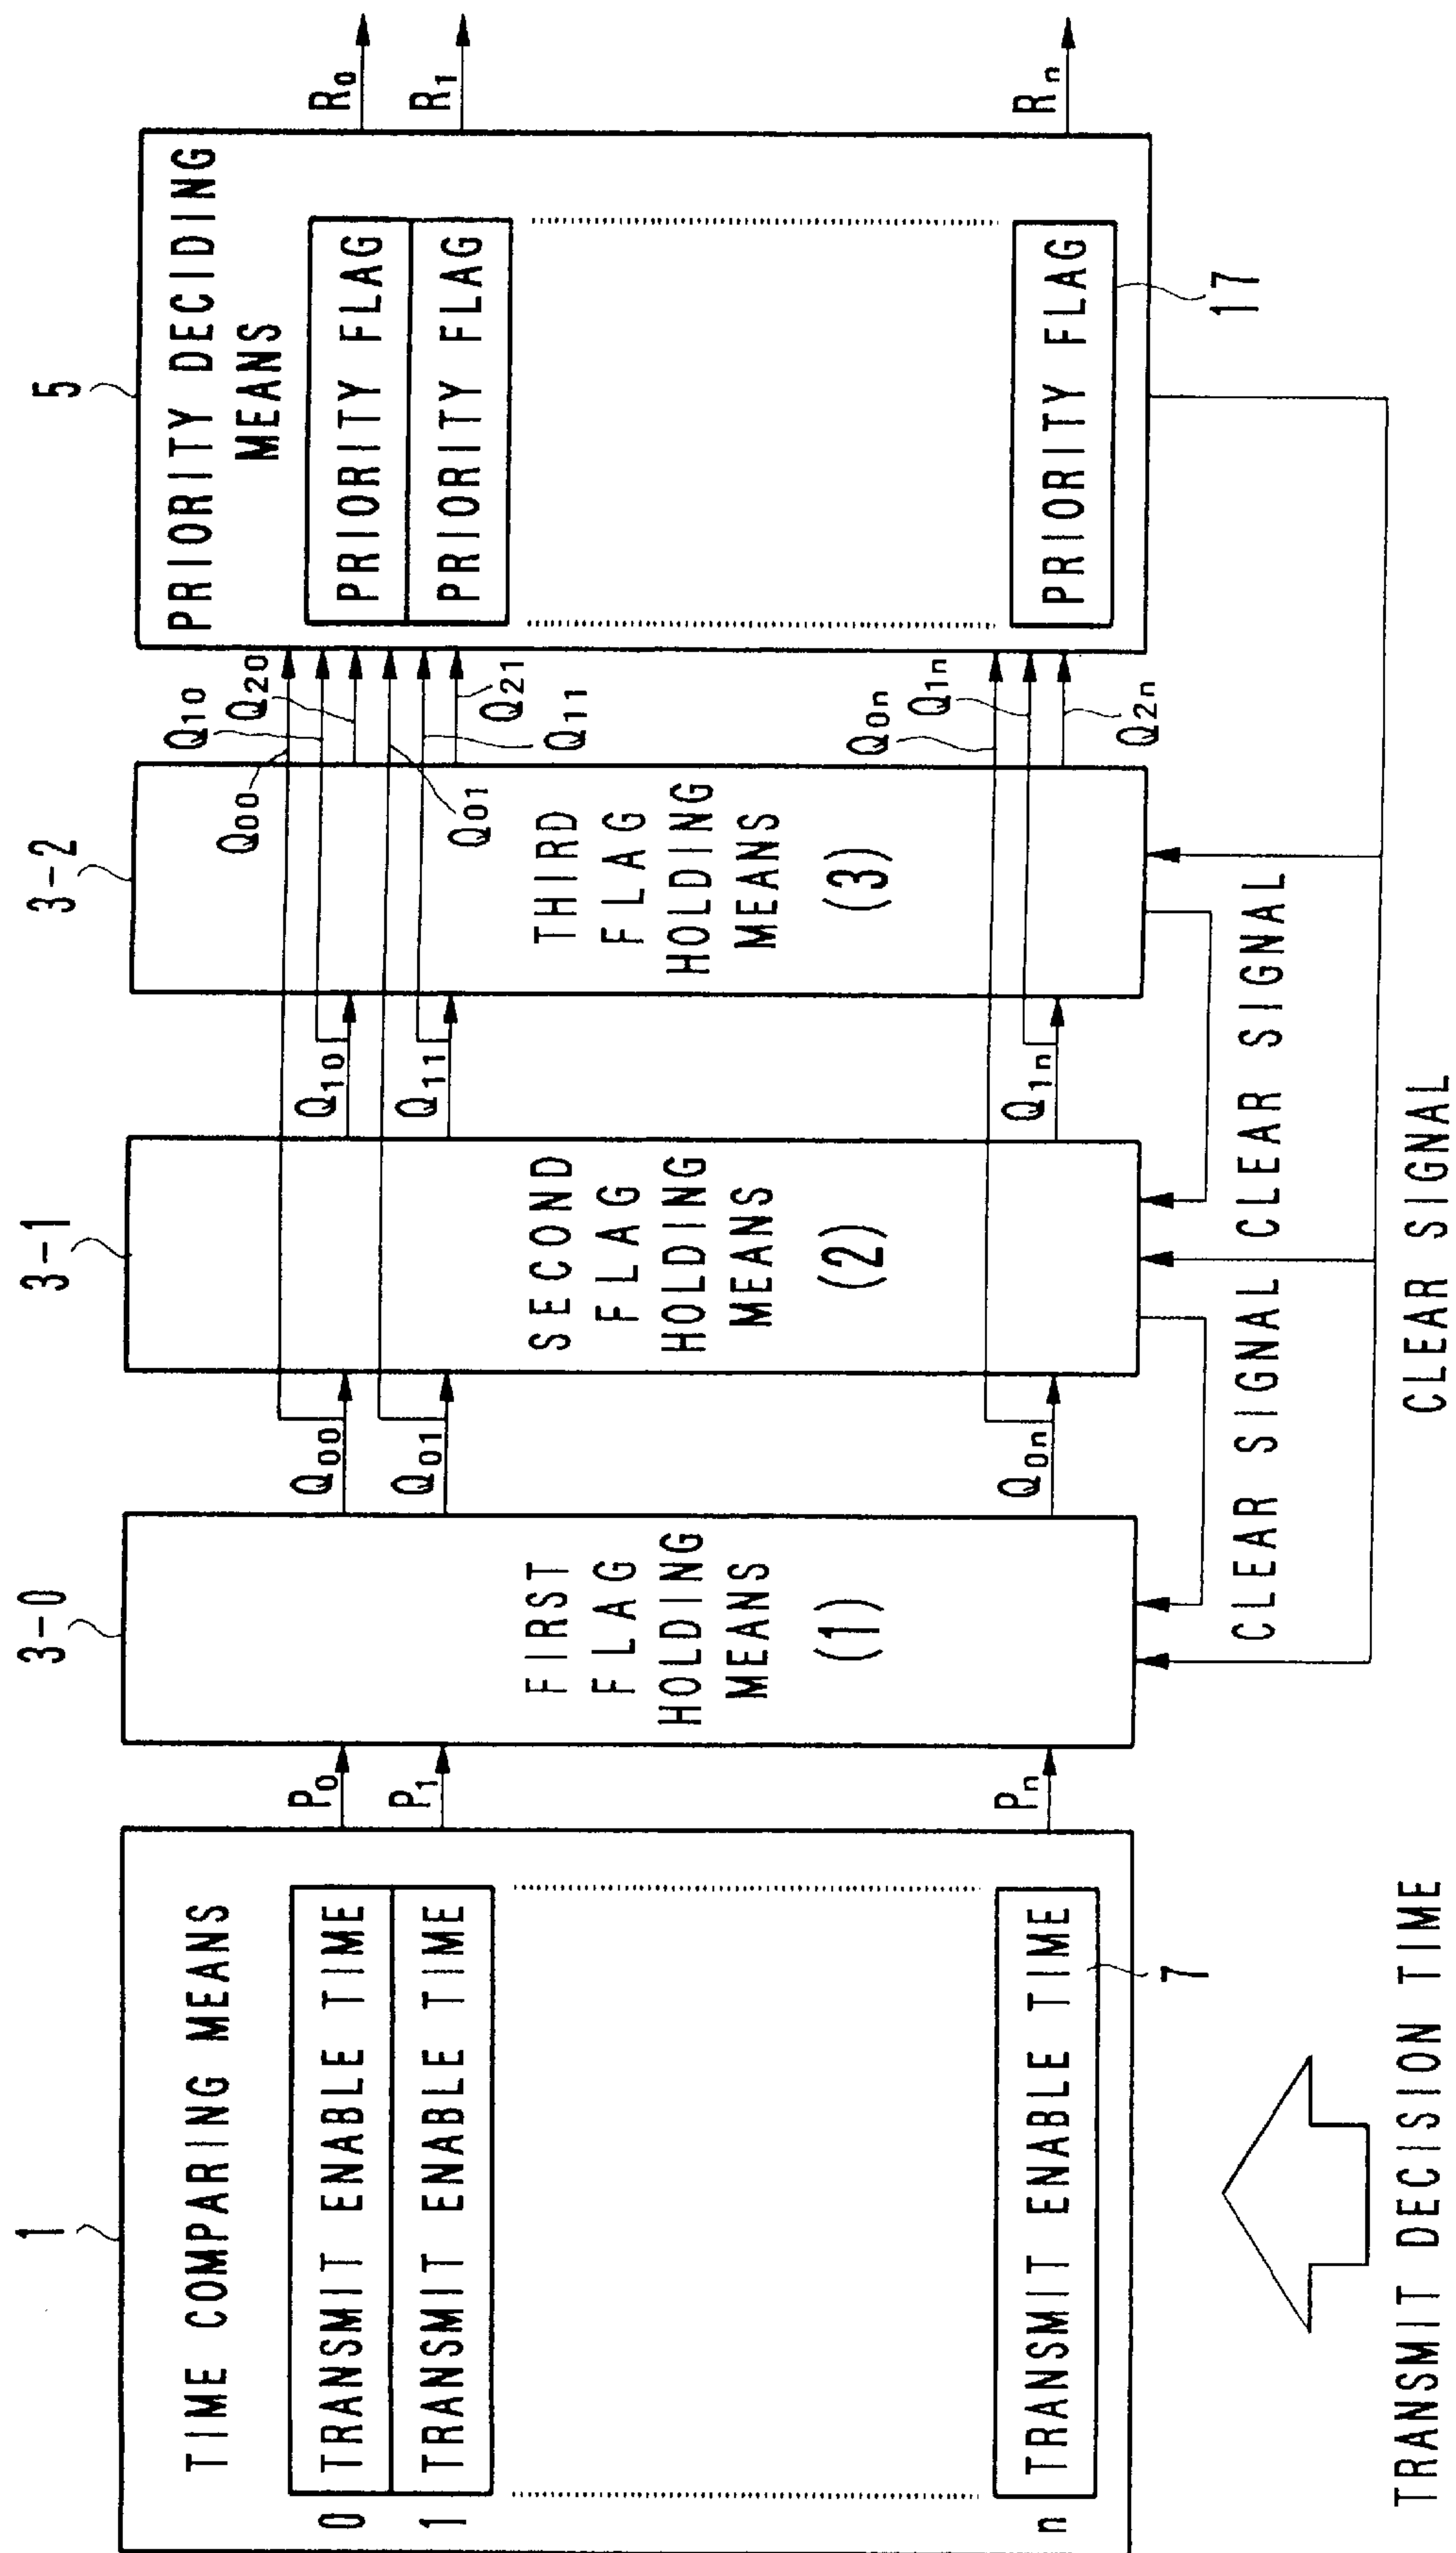 1
TIME COMPARING MEANS
0 TRANSMIT ENABLE TIME
1 TRANSMIT ENABLE TIME
n TRANSMIT ENABLE TIME
7
TRANSMIT DECISION TIME
P0
P1
Pn
3-0
FIRST
FLAG
HOLDING
MEANS
(1)
Q00
Q01
Q0n
3-1
SECOND
FLAG
HOLDING
MEANS
(2)
Q10
Q11
Q1n
3-2
THIRD
FLAG
HOLDING
MEANS
(3)
Q00
Q10
Q20
Q01
Q11
Q21
Q0n
Q1n
Q2n
5
PRIORITY DECIDING
MEANS
PRIORITY FLAG
PRIORITY FLAG
PRIORITY FLAG
17
R0
R1
Rn
CLEAR SIGNAL
CLEAR SIGNAL
CLEAR SIGNAL